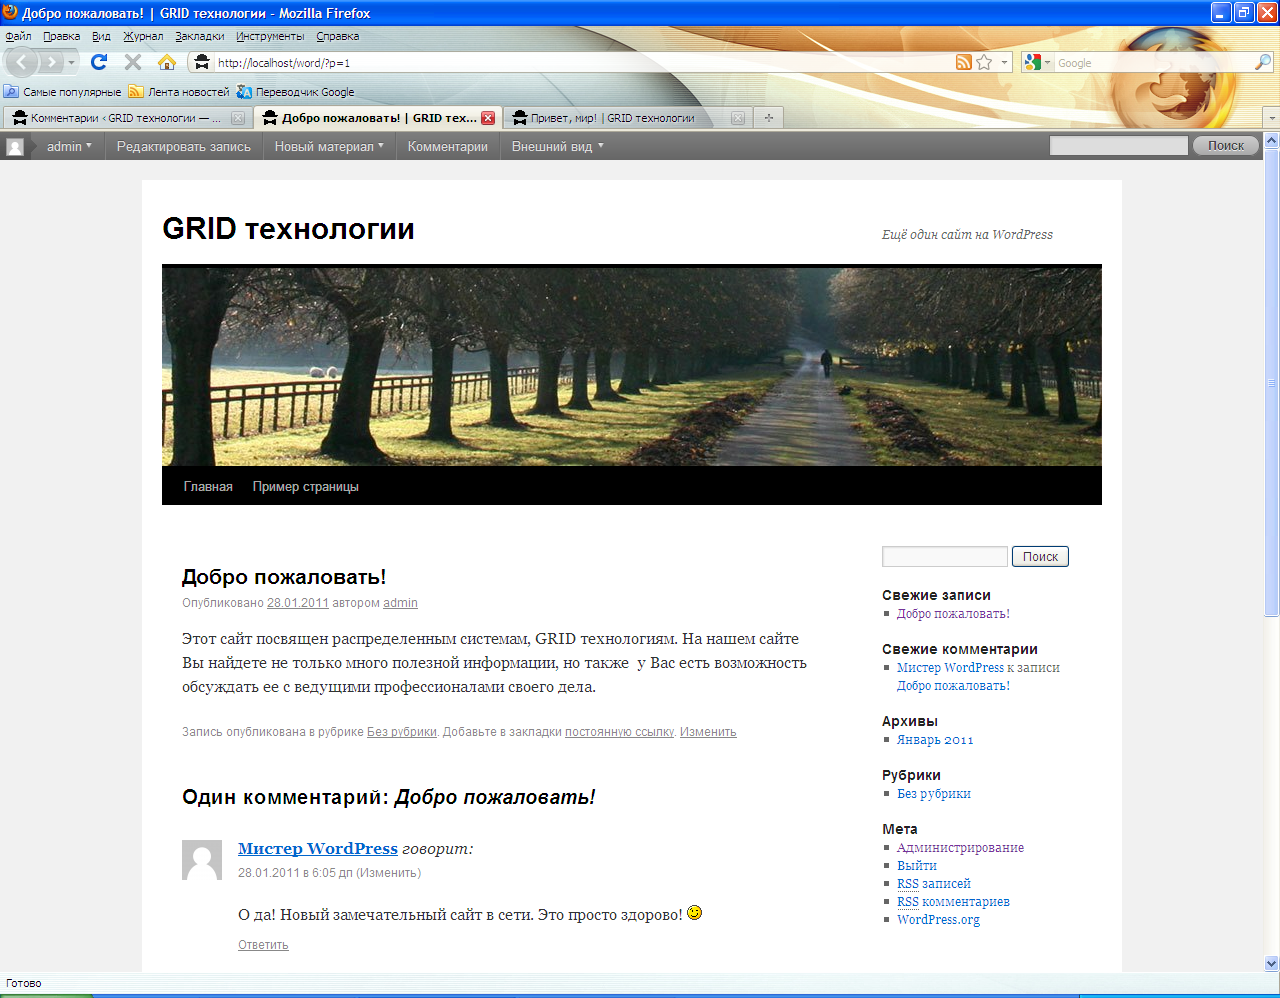 Добро пожаловать! | GRID технологии - Mozilla Firefox
Файл Правка Вид Журнал Закладки Инструменты Справка
http://localhost/word/?p=1 Google
Самые популярные Лента новостей Переводчик Google
Комментарии ‹ GRID технологии — ... Добро пожаловать! | GRID тех... Привет, мир! | GRID технологии
admin Редактировать запись Новый материал Комментарии Внешний вид Поиск
GRID технологии
Ещё один сайт на WordPress
Главная Пример страницы
Добро пожаловать!
Опубликовано 28.01.2011 автором admin
Этот сайт посвящен распределенным системам, GRID технологиям. На нашем сайте
Вы найдете не только много полезной информации, но также  у Вас есть возможность
обсуждать ее с ведущими профессионалами своего дела.
Запись опубликована в рубрике Без рубрики. Добавьте в закладки постоянную ссылку. Изменить
Один комментарий: Добро пожаловать!
Мистер WordPress говорит:
28.01.2011 в 6:05 дп (Изменить)
О да! Новый замечательный сайт в сети. Это просто здорово!
Ответить
Поиск
Свежие записи
Добро пожаловать!
Свежие комментарии
Мистер WordPress к записи
Добро пожаловать!
Архивы
Январь 2011
Рубрики
Без рубрики
Мета
Администрирование
Выйти
RSS записей
RSS комментариев
WordPress.org
Готово